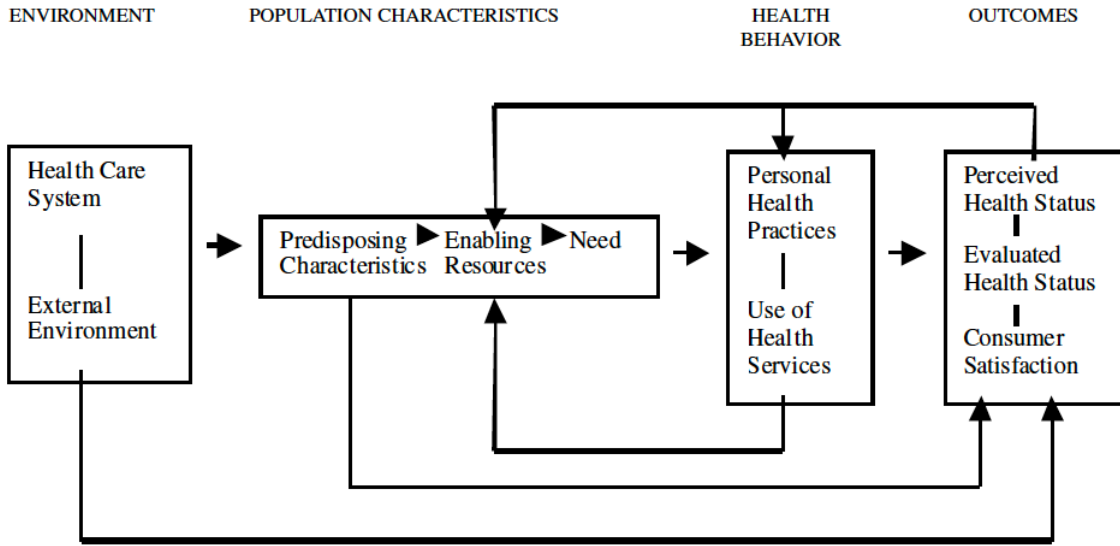 ENVIRONMENT
POPULATION CHARACTERISTICS
HEALTH
BEHAVIOR
OUTCOMES
Health Care
System
External
Environment
Predisposing
Characteristics
Enabling
Resources
Need
Personal
Health
Practices
Use of
Health
Services
Perceived
Health Status
Evaluated
Health Status
Consumer
Satisfaction